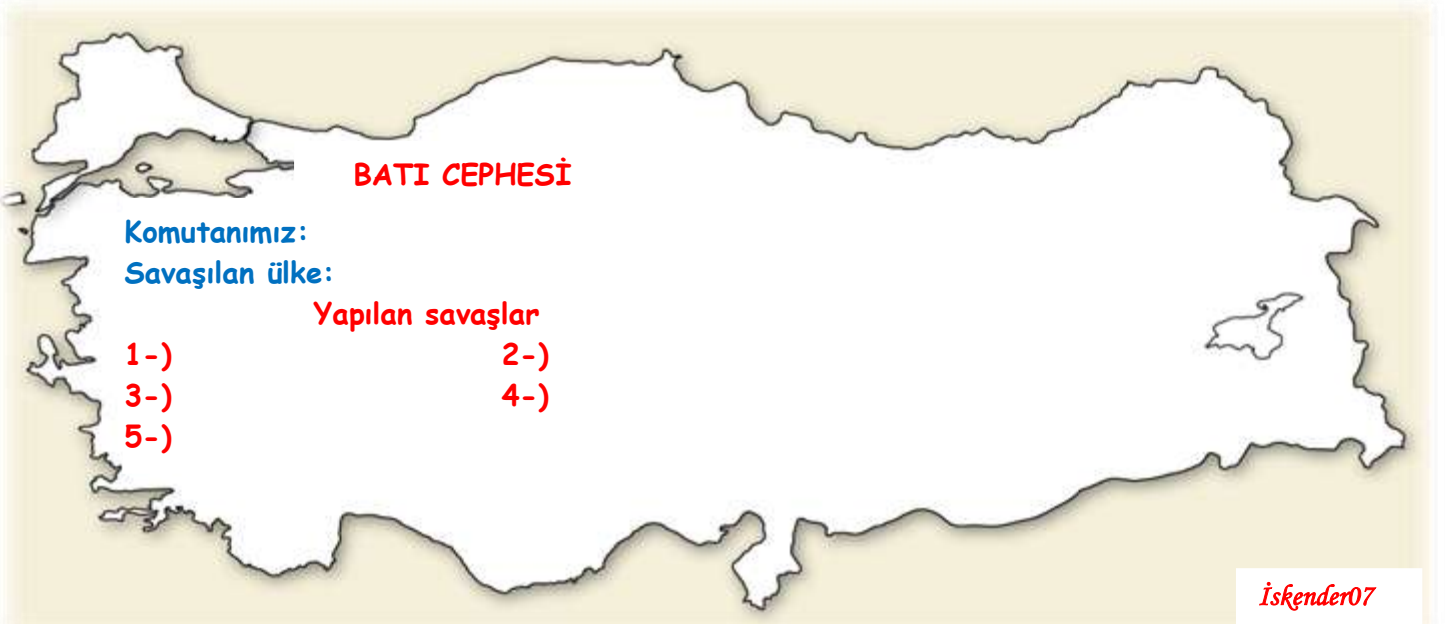 BATI CEPHESİ
Komutanımız:
Savaşılan ülke:
Yapılan savaşlar
1-) 2-)
3-) 4-)
5-)
İskender07